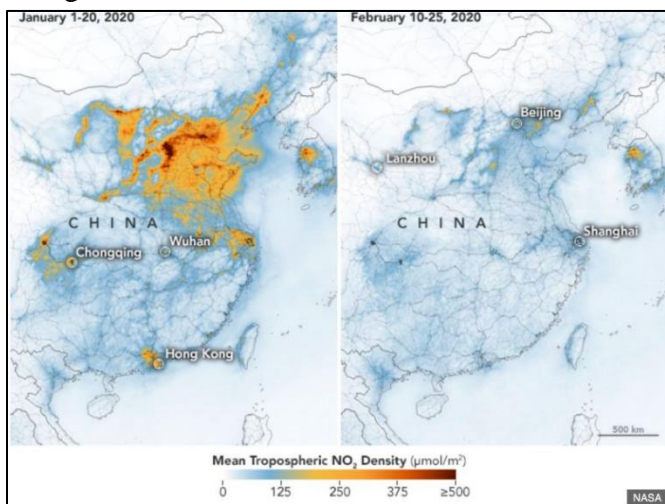 January 1-20, 2020
February 10-25, 2020
Beijing
Lanzhou
CHINA
CHINA
Chongqing
Wuhan
Shanghai
Hong Kong
500 km
Mean Tropospheric NO₂ Density (μmol/m²)
0 125 250 375 ≥500
NASA